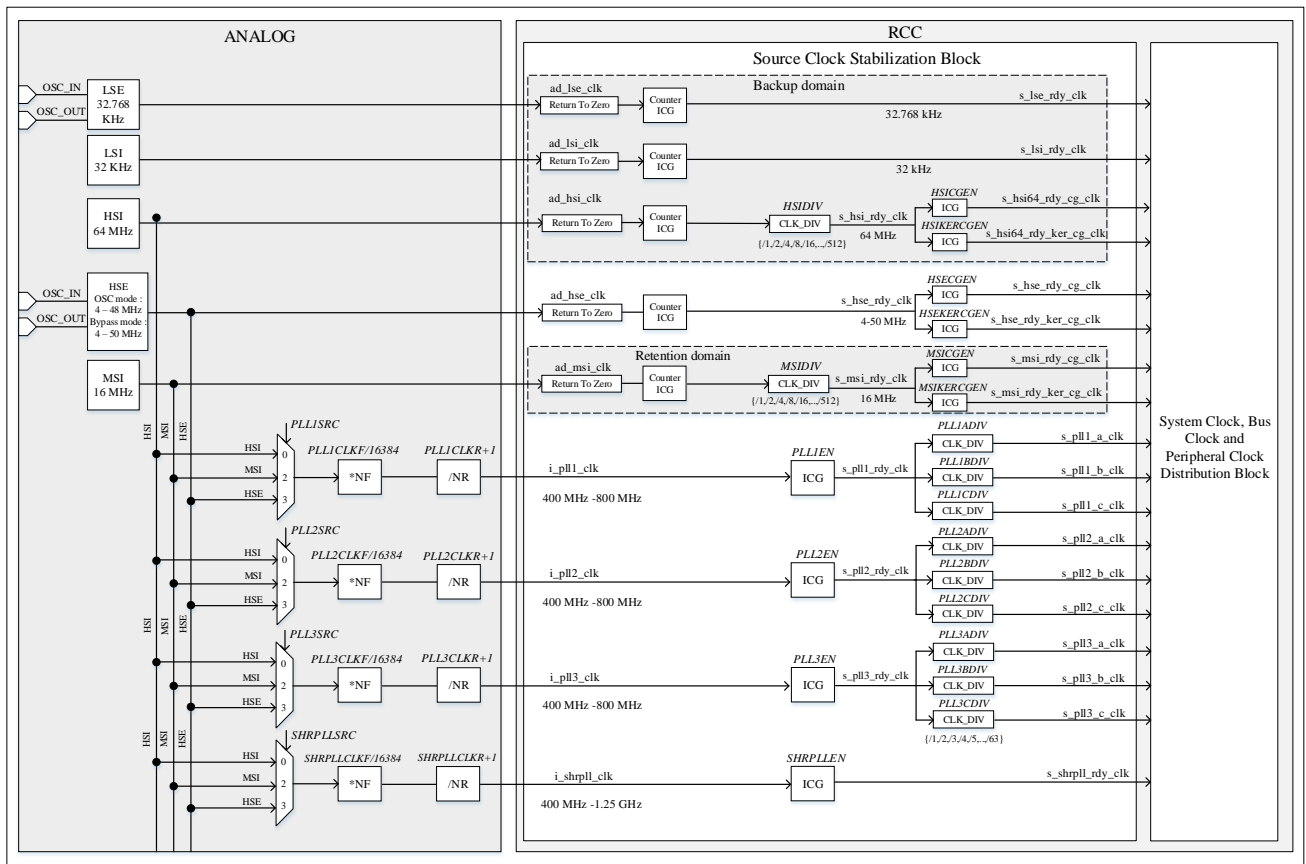 ANALOG
OSC_IN
OSC_OUT
LSE
32.768
KHz
LSI
32 KHz
HSI
64 MHz
OSC_IN
OSC_OUT
HSE
OSC mode :
4 – 48 MHz
Bypass mode :
4 – 50 MHz
MSI
16 MHz
HSI
MSI
HSE
PLL1SRC
HSI
MSI
HSE
0
2
3
PLL1CLKF/16384
*NF
PLL1CLKR+1
/NR
PLL2SRC
HSI
MSI
HSE
0
2
3
PLL2CLKF/16384
*NF
PLL2CLKR+1
/NR
HSI
MSI
HSE
PLL3SRC
HSI
MSI
HSE
0
2
3
PLL3CLKF/16384
*NF
PLL3CLKR+1
/NR
HSI
MSI
HSE
SHRPLLSRC
HSI
MSI
HSE
0
2
3
SHRPLLCLKF/16384
*NF
SHRPLLCLKR+1
/NR
RCC
Source Clock Stabilization Block
Backup domain
ad_lse_clk
Return To Zero
Counter
ICG
32.768 kHz
s_lse_rdy_clk
ad_lsi_clk
Return To Zero
Counter
ICG
32 kHz
s_lsi_rdy_clk
ad_hsi_clk
Return To Zero
Counter
ICG
HSIDIV
CLK_DIV
{/1,/2,/4,/8,/16,..,/512}
s_hsi_rdy_clk
64 MHz
HSICGEN
ICG
s_hsi64_rdy_cg_clk
HSIKERCGEN
ICG
s_hsi64_rdy_ker_cg_clk
ad_hse_clk
Return To Zero
Counter
ICG
s_hse_rdy_clk
4-50 MHz
HSECGEN
ICG
s_hse_rdy_cg_clk
HSEKERCGEN
ICG
s_hse_rdy_ker_cg_clk
Retention domain
ad_msi_clk
Return To Zero
Counter
ICG
MSIDIV
CLK_DIV
{/1,/2,/4,/8,/16,..,/512}
s_msi_rdy_clk
16 MHz
MSICGEN
ICG
s_msi_rdy_cg_clk
MSIKERCGEN
ICG
s_msi_rdy_ker_cg_clk
i_pll1_clk
400 MHz -800 MHz
PLL1EN
ICG
s_pll1_rdy_clk
PLL1ADIV
CLK_DIV
s_pll1_a_clk
PLL1BDIV
CLK_DIV
s_pll1_b_clk
PLL1CDIV
CLK_DIV
s_pll1_c_clk
i_pll2_clk
400 MHz -800 MHz
PLL2EN
ICG
s_pll2_rdy_clk
PLL2ADIV
CLK_DIV
s_pll2_a_clk
PLL2BDIV
CLK_DIV
s_pll2_b_clk
PLL2CDIV
CLK_DIV
s_pll2_c_clk
i_pll3_clk
400 MHz -800 MHz
PLL3EN
ICG
s_pll3_rdy_clk
PLL3ADIV
CLK_DIV
s_pll3_a_clk
PLL3BDIV
CLK_DIV
s_pll3_b_clk
PLL3CDIV
CLK_DIV
{/1,/2,/3,/4,/5,..,/63}
s_pll3_c_clk
i_shrpll_clk
400 MHz -1.25 GHz
SHRPLLEN
ICG
s_shrpll_rdy_clk
System Clock, Bus
Clock and
Peripheral Clock
Distribution Block